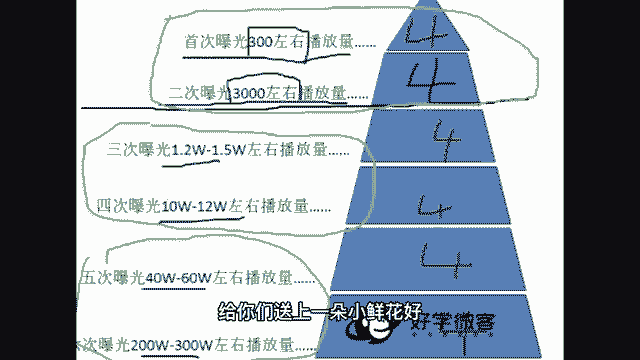 首次曝光300左右播放量......
4
二次曝光3000左右播放量......
4
三次曝光1.2W-1.5W左右播放量......
4
四次曝光10W-12W左右播放量......
4
五次曝光40W-60W左右播放量......
4
给你们送上一朵小鲜花好
好学微客
次曝光200W-300W左右播放量......